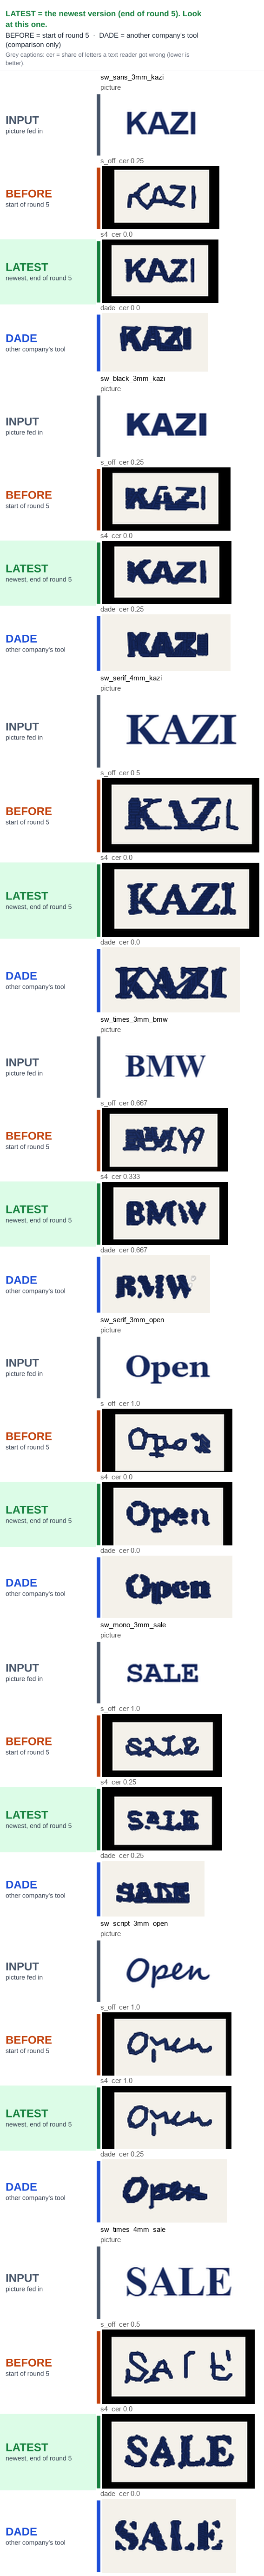 LATEST = the newest version (end of round 5). Look
at this one.
BEFORE = start of round 5 · DADE = another company's tool
(comparison only)
Grey captions: cer = share of letters a text reader got wrong (lower is
better).
sw_sans_3mm_kazi
picture
INPUT
picture fed in
KAZI
s_off cer 0.25
BEFORE
start of round 5
KAZI
s4 cer 0.0
LATEST
newest, end of round 5
KAZI
dade cer 0.0
DADE
other company's tool
KAZI
sw_black_3mm_kazi
picture
INPUT
picture fed in
KAZI
s_off cer 0.25
BEFORE
start of round 5
KAZI
s4 cer 0.0
LATEST
newest, end of round 5
KAZI
dade cer 0.25
DADE
other company's tool
KAZI
sw_serif_4mm_kazi
picture
INPUT
picture fed in
KAZI
s_off cer 0.5
BEFORE
start of round 5
KAZI
s4 cer 0.0
LATEST
newest, end of round 5
KAZI
dade cer 0.0
DADE
other company's tool
KAZI
sw_times_3mm_bmw
picture
INPUT
picture fed in
BMW
s_off cer 0.667
BEFORE
start of round 5
s4 cer 0.333
LATEST
newest, end of round 5
BMW
dade cer 0.667
DADE
other company's tool
BMW
sw_serif_3mm_open
picture
INPUT
picture fed in
Open
s_off cer 1.0
BEFORE
start of round 5
s4 cer 0.0
LATEST
newest, end of round 5
Open
dade cer 0.0
DADE
other company's tool
Open
sw_mono_3mm_sale
picture
INPUT
picture fed in
SALE
s_off cer 1.0
BEFORE
start of round 5
s4 cer 0.25
LATEST
newest, end of round 5
SALE
dade cer 0.25
DADE
other company's tool
SALE
sw_script_3mm_open
picture
INPUT
picture fed in
Open
s_off cer 1.0
BEFORE
start of round 5
s4 cer 1.0
LATEST
newest, end of round 5
dade cer 0.25
DADE
other company's tool
Open
sw_times_4mm_sale
picture
INPUT
picture fed in
SALE
s_off cer 0.5
BEFORE
start of round 5
s4 cer 0.0
LATEST
newest, end of round 5
SALE
dade cer 0.0
DADE
other company's tool
SALE